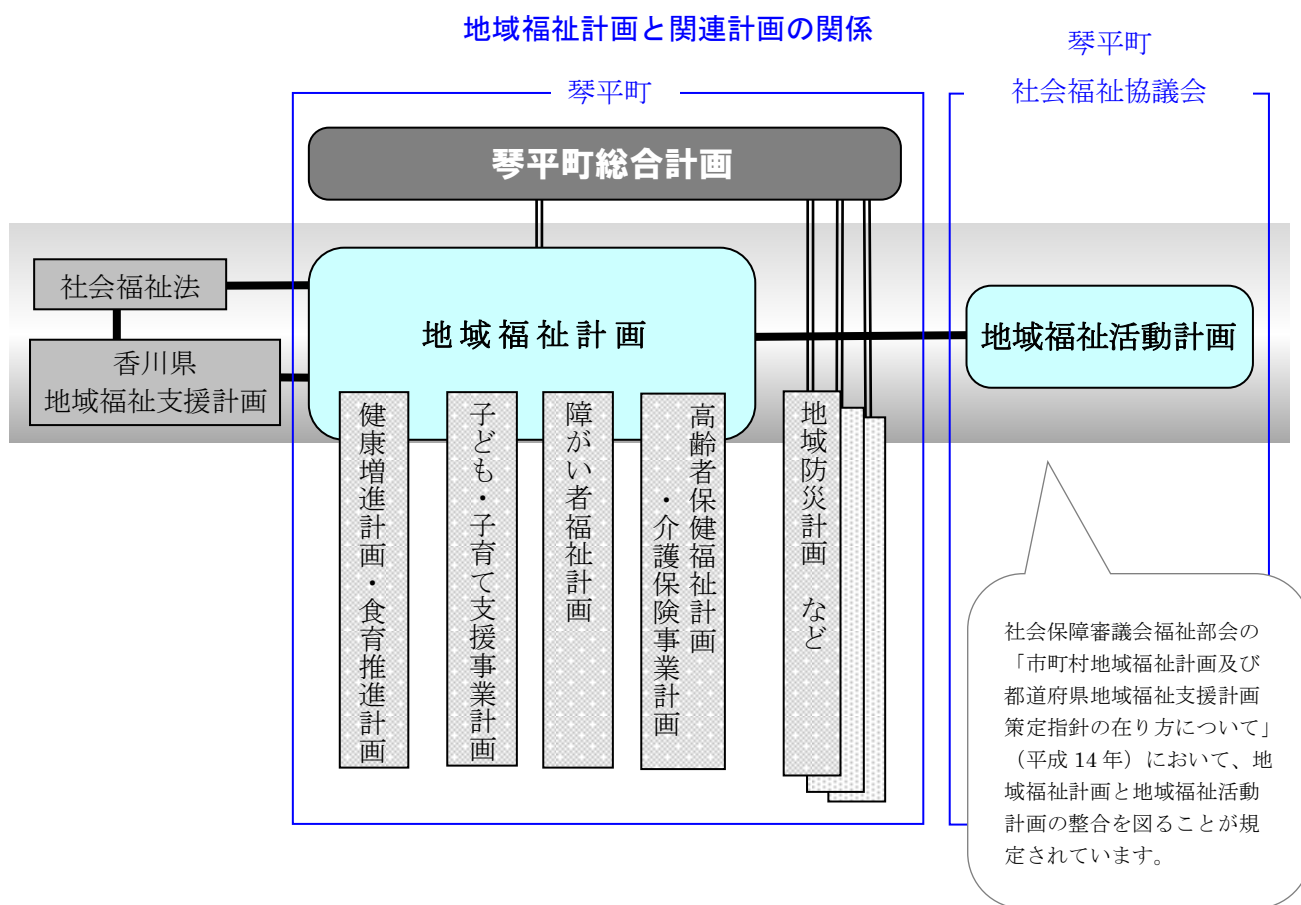 地域福祉計画と関連計画の関係
琴平町
琴平町
社会福祉協議会
琴平町総合計画
社会福祉法
香川県
地域福祉支援計画
地域福祉計画
地域福祉活動計画
健康増進計画・食育推進計画
子ども・子育て支援事業計画
障がい者福祉計画
高齢者保健福祉計画
・介護保険事業計画
地域防災計画 など
社会保障審議会福祉部会の
「市町村地域福祉計画及び
都道府県地域福祉支援計画
策定指針の在り方について」
（平成 14 年）において、地
域福祉計画と地域福祉活動
計画の整合を図ることが規
定されています。